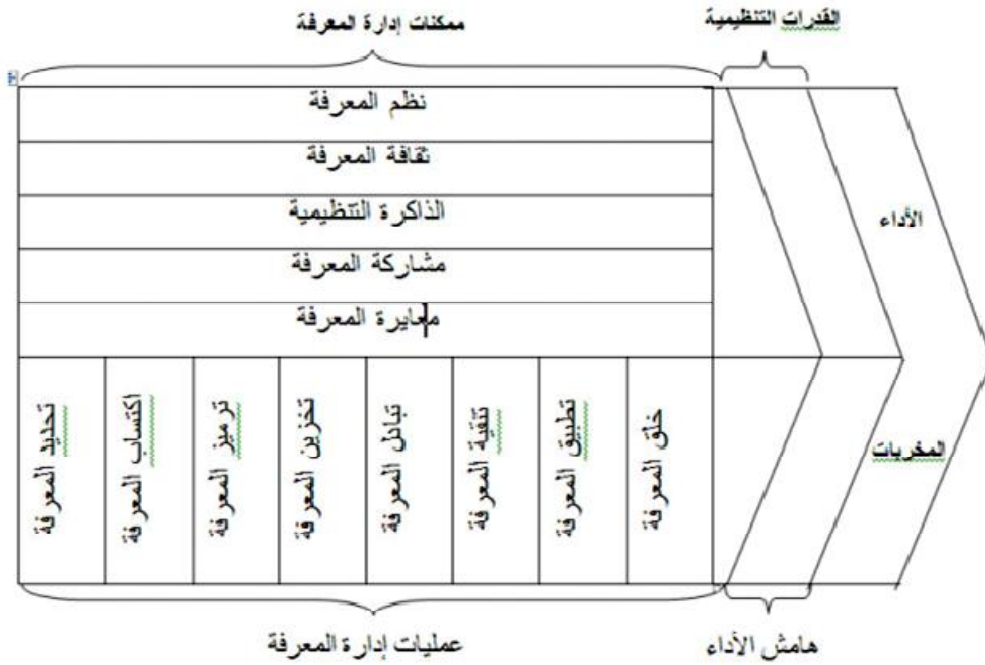 القدرات التنظيمية
ممكنات إدارة المعرفة
نظم المعرفة
ثقافة المعرفة
الذاكرة التنظيمية
مشاركة المعرفة
معايرة المعرفة
الأداء
خلق المعرفة
تطبيق المعرفة
تنقية المعرفة
تبادل المعرفة
تخزين المعرفة
ترميز المعرفة
اكتساب المعرفة
تحديد المعرفة
المخربات
هامش الأداء
عمليات إدارة المعرفة